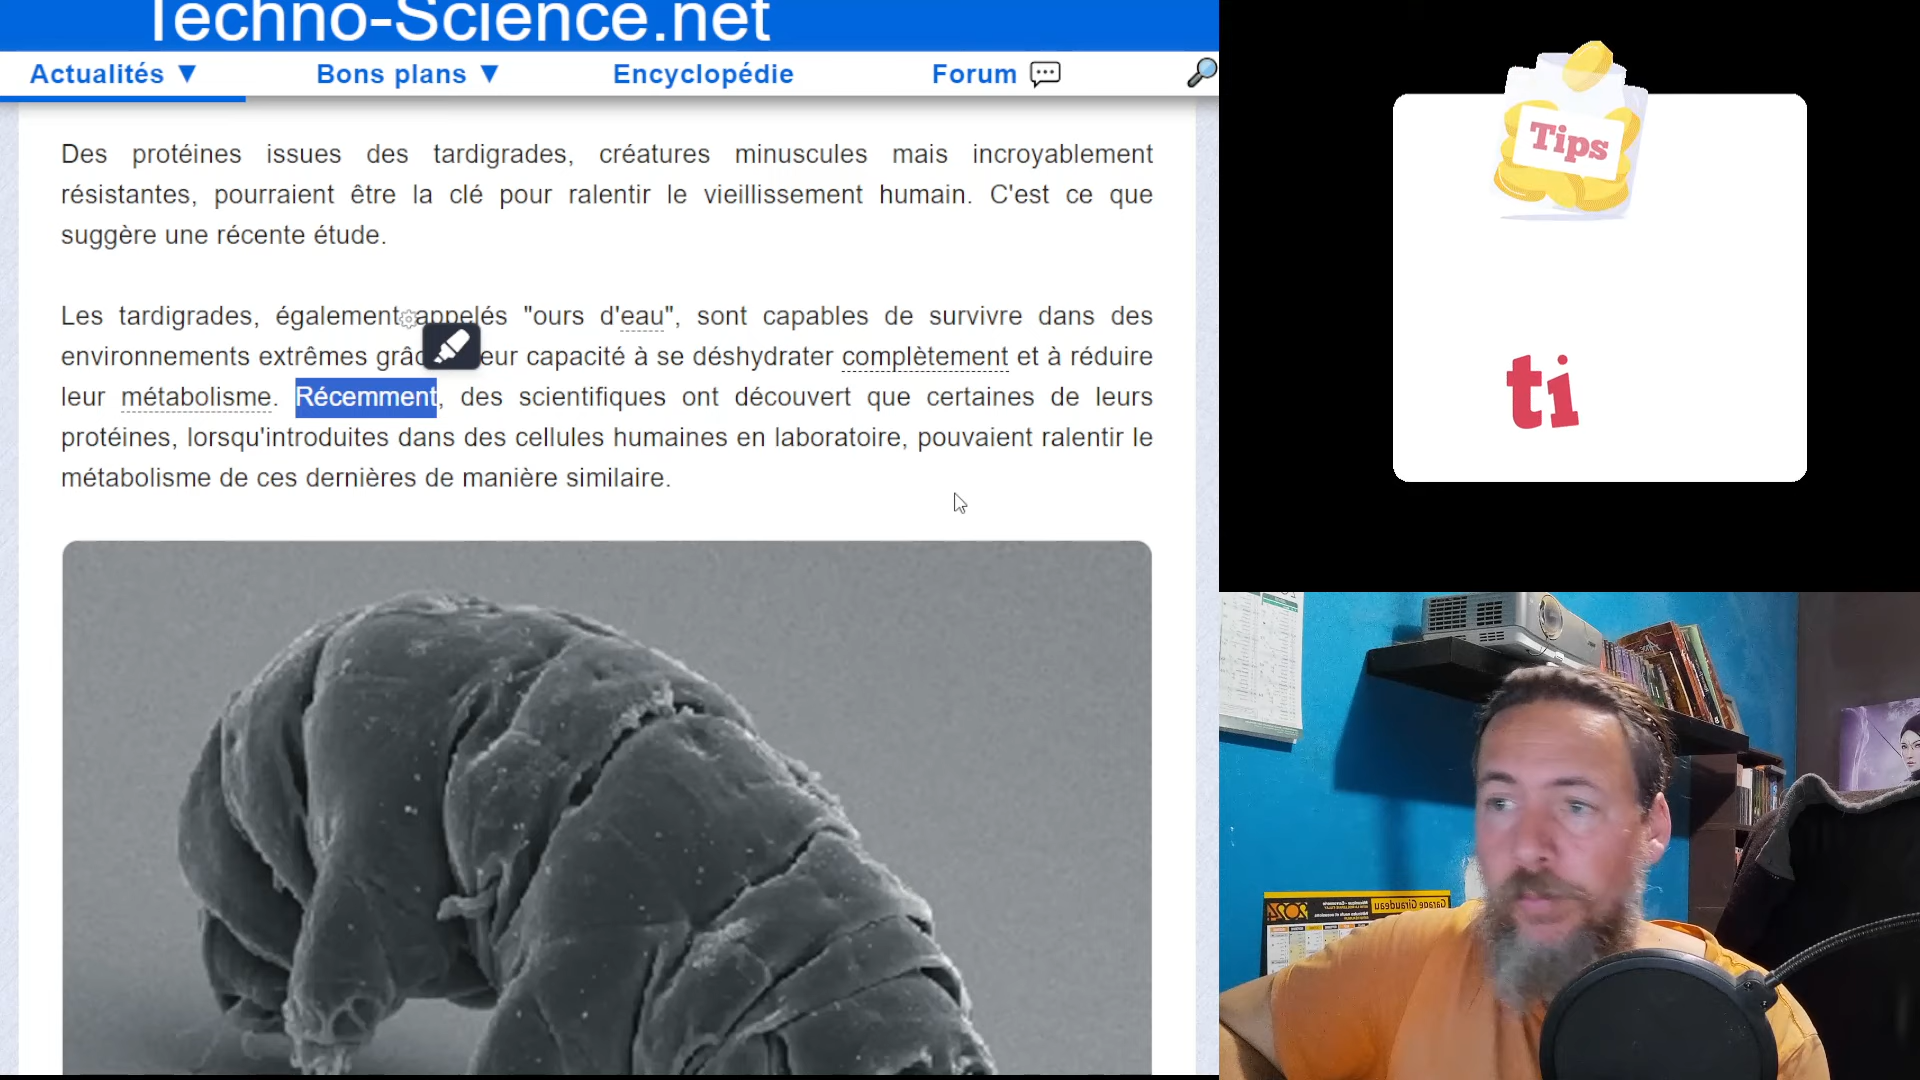 Techno-Science.net
Actualités ▼ Bons plans ▼ Encyclopédie Forum
Des protéines issues des tardigrades, créatures minuscules mais incroyablement
résistantes, pourraient être la clé pour ralentir le vieillissement humain. C'est ce que
suggère une récente étude.
Les tardigrades, également appelés "ours d'eau", sont capables de survivre dans des
environnements extrêmes eur capacité à se déshydrater complètement et à réduire
leur métabolisme. Récemment, des scientifiques ont découvert que certaines de leurs
protéines, lorsqu'introduites dans des cellules humaines en laboratoire, pouvaient ralentir le
métabolisme de ces dernières de manière similaire.
Tips
ti
Garage Giraudeau